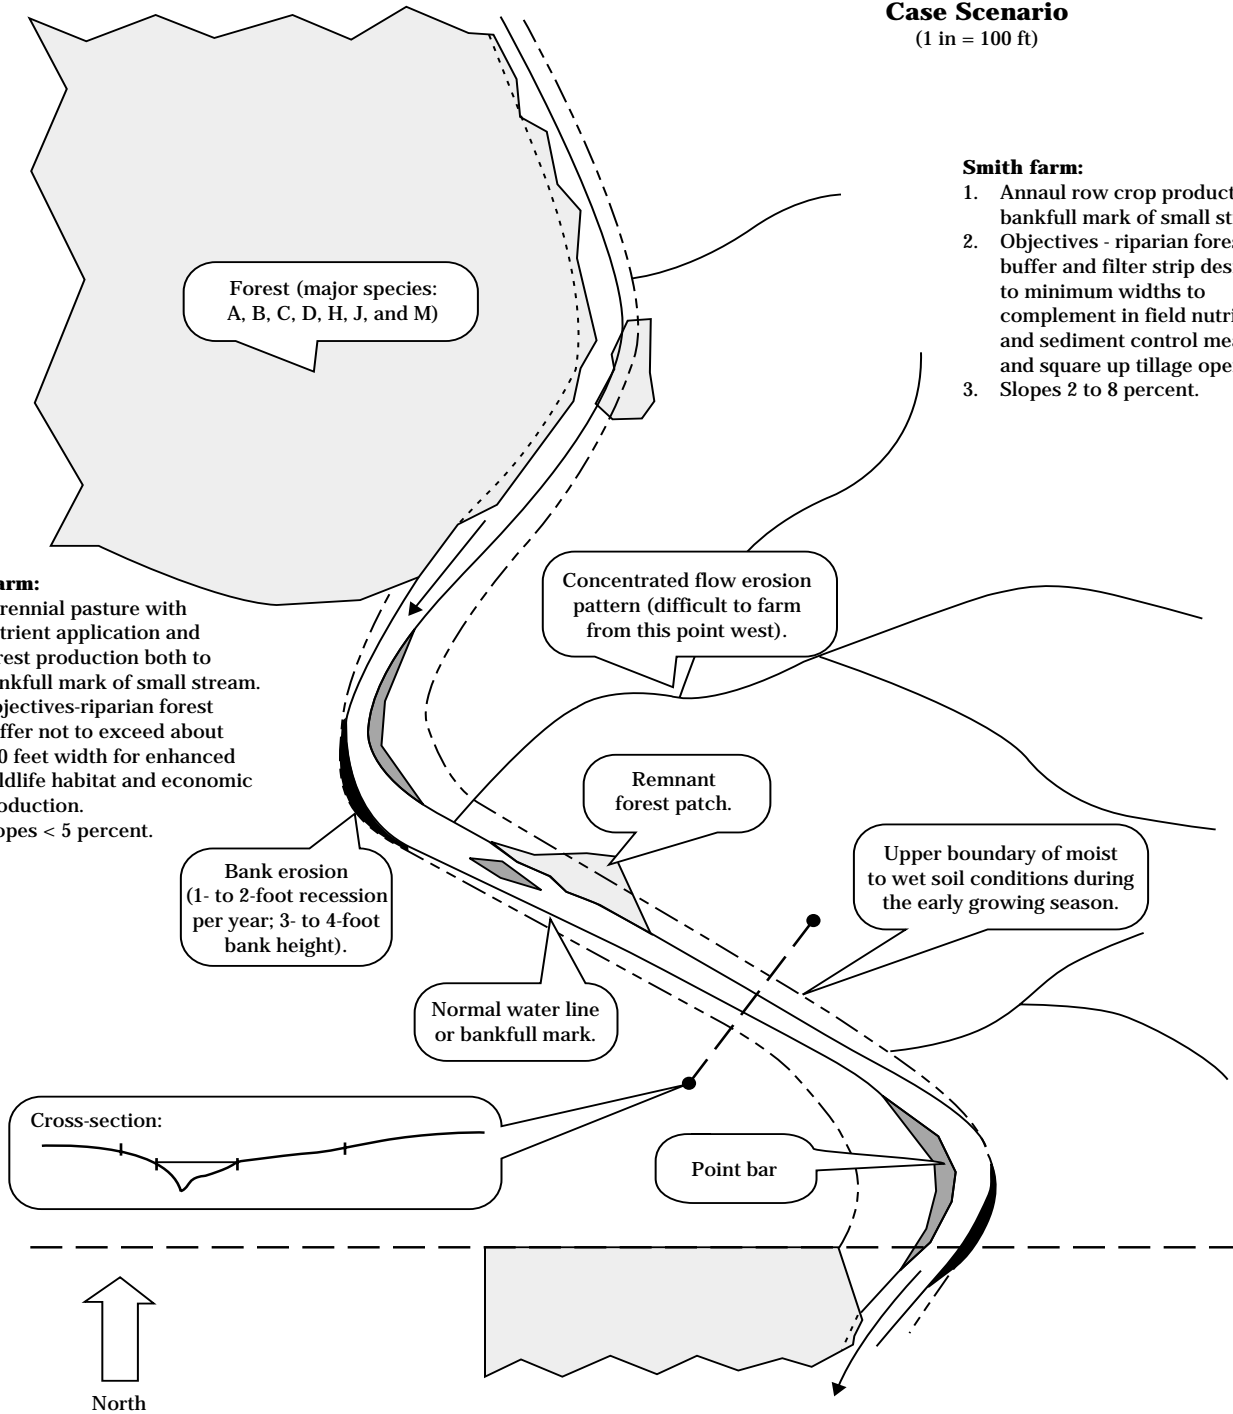 Case Scenario
(1 in = 100 ft)
Smith farm:
1. Annaul row crop product
bankfull mark of small st
2. Objectives - riparian fores
buffer and filter strip des
to minimum widths to
complement in field nutri
and sediment control mea
and square up tillage ope
3. Slopes 2 to 8 percent.
Forest (major species:
A, B, C, D, H, J, and M)
arm:
rennial pasture with
trient application and
rest production both to
nkfull mark of small stream.
jectives-riparian forest
ffer not to exceed about
0 feet width for enhanced
ldlife habitat and economic
oduction.
opes < 5 percent.
Concentrated flow erosion
pattern (difficult to farm
from this point west).
Remnant
forest patch.
Upper boundary of moist
to wet soil conditions during
the early growing season.
Bank erosion
(1- to 2-foot recession
per year; 3- to 4-foot
bank height).
Normal water line
or bankfull mark.
Cross-section:
Point bar
North